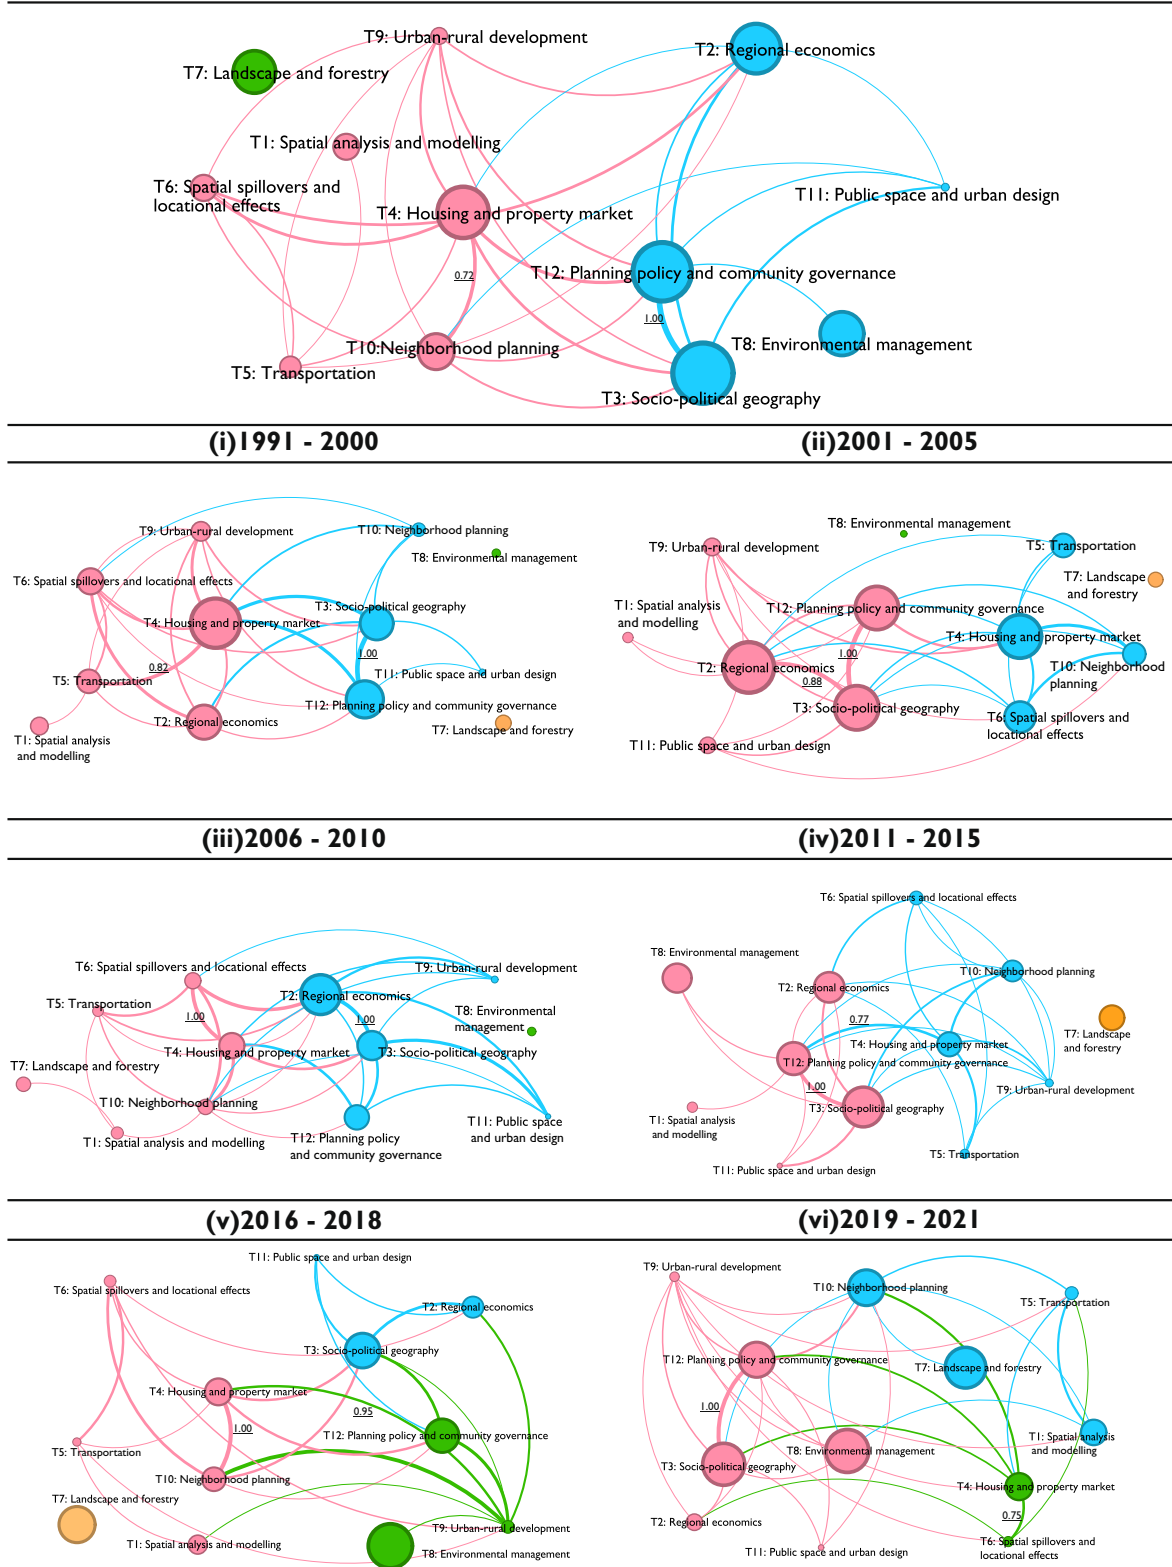 T9: Urban-rural development
T2: Regional economics
T7: Landscape and forestry
T1: Spatial analysis and modelling
T6: Spatial spillovers and
locational effects
T11: Public space and urban design
T4: Housing and property market
T12: Planning policy and community governance
0.72
1.00
T10:Neighborhood planning
T8: Environmental management
T5: Transportation
T3: Socio-political geography
(i)1991 - 2000
(ii)2001 - 2005
T9: Urban-rural development
T10: Neighborhood planning
T8: Environmental management
T6: Spatial spillovers and locational effects
T3: Socio-political geography
T4: Housing and property market
1.00
0.82
T11: Public space and urban design
T5: Transportation
T12: Planning policy and community governance
T2: Regional economics
T7: Landscape and forestry
T1: Spatial analysis
and modelling
T8: Environmental management
T9: Urban-rural development
T5: Transportation
T7: Landscape
and forestry
T1: Spatial analysis
and modelling
T12: Planning policy and community governance
T4: Housing and property market
1.00
T2: Regional economics
T10: Neighborhood
planning
0.88
T3: Socio-political geography
T6: Spatial spillovers and
locational effects
T11: Public space and urban design
(iii)2006 - 2010
(iv)2011 - 2015
T6: Spatial spillovers and locational effects
T9: Urban-rural development
T2: Regional economics
T5: Transportation
T8: Environmental
management
1.00
1.00
T4: Housing and property market
T3: Socio-political geography
T7: Landscape and forestry
T10: Neighborhood planning
T11: Public space
and urban design
T12: Planning policy
and community governance
T1: Spatial analysis and modelling
T6: Spatial spillovers and locational effects
T8: Environmental management
T10: Neighborhood planning
T2: Regional economics
0.77
T7: Landscape
and forestry
T4: Housing and property market
T12: Planning policy and community governance
1.00
T9: Urban-rural development
T3: Socio-political geography
T1: Spatial analysis
and modelling
T5: Transportation
T11: Public space and urban design
(v)2016 - 2018
(vi)2019 - 2021
T11: Public space and urban design
T6: Spatial spillovers and locational effects
T2: Regional economics
T3: Socio-political geography
T4: Housing and property market
0.95
1.00
T12: Planning policy and community governance
T5: Transportation
T10: Neighborhood planning
T7: Landscape and forestry
T9: Urban-rural development
T1: Spatial analysis and modelling
T8: Environmental management
T9: Urban-rural development
T10: Neighborhood planning
T5: Transportation
T12: Planning policy and community governance
T7: Landscape and forestry
1.00
T1: Spatial analysis
and modelling
T8: Environmental management
T3: Socio-political geography
T4: Housing and property market
0.75
T2: Regional economics
T6: Spatial spillovers and
locational effects
T11: Public space and urban design